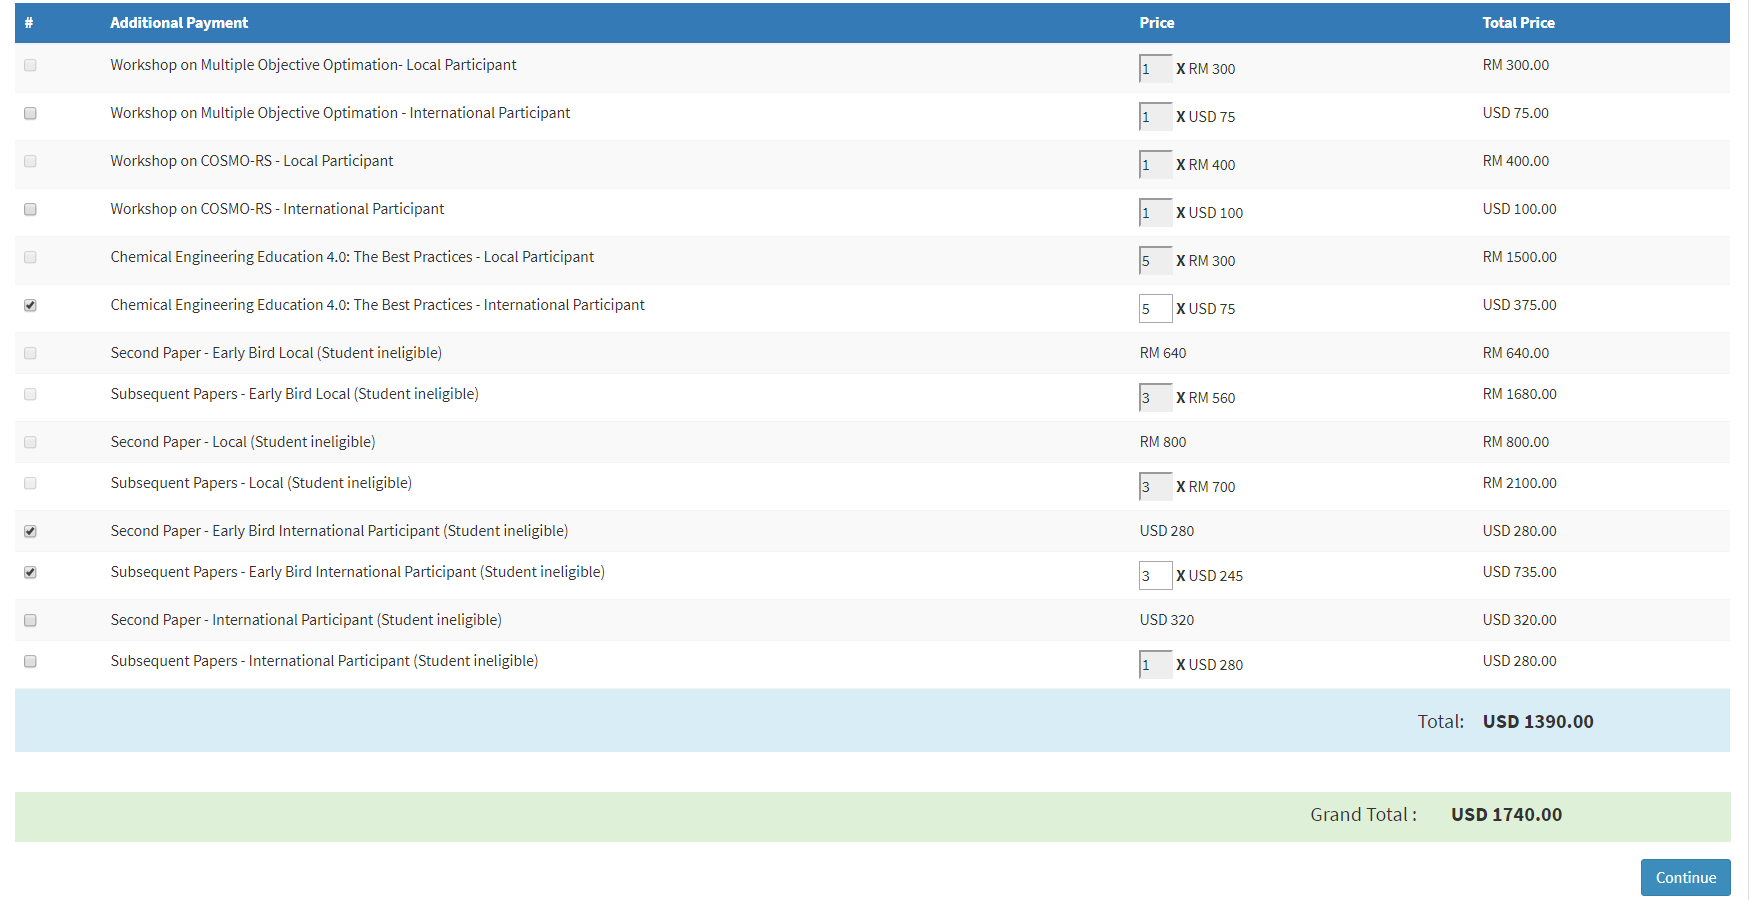 # Additional Payment Price Total Price
Workshop on Multiple Objective Optimation- Local Participant 1 X RM 300 RM 300.00
Workshop on Multiple Objective Optimation - International Participant 1 X USD 75 USD 75.00
Workshop on COSMO-RS - Local Participant 1 X RM 400 RM 400.00
Workshop on COSMO-RS - International Participant 1 X USD 100 USD 100.00
Chemical Engineering Education 4.0: The Best Practices - Local Participant 5 X RM 300 RM 1500.00
Chemical Engineering Education 4.0: The Best Practices - International Participant 5 X USD 75 USD 375.00
Second Paper - Early Bird Local (Student ineligible) RM 640 RM 640.00
Subsequent Papers - Early Bird Local (Student ineligible) 3 X RM 560 RM 1680.00
Second Paper - Local (Student ineligible) RM 800 RM 800.00
Subsequent Papers - Local (Student ineligible) 3 X RM 700 RM 2100.00
Second Paper - Early Bird International Participant (Student ineligible) USD 280 USD 280.00
Subsequent Papers - Early Bird International Participant (Student ineligible) 3 X USD 245 USD 735.00
Second Paper - International Participant (Student ineligible) USD 320 USD 320.00
Subsequent Papers - International Participant (Student ineligible) 1 X USD 280 USD 280.00
Total: USD 1390.00
Grand Total : USD 1740.00
Continue